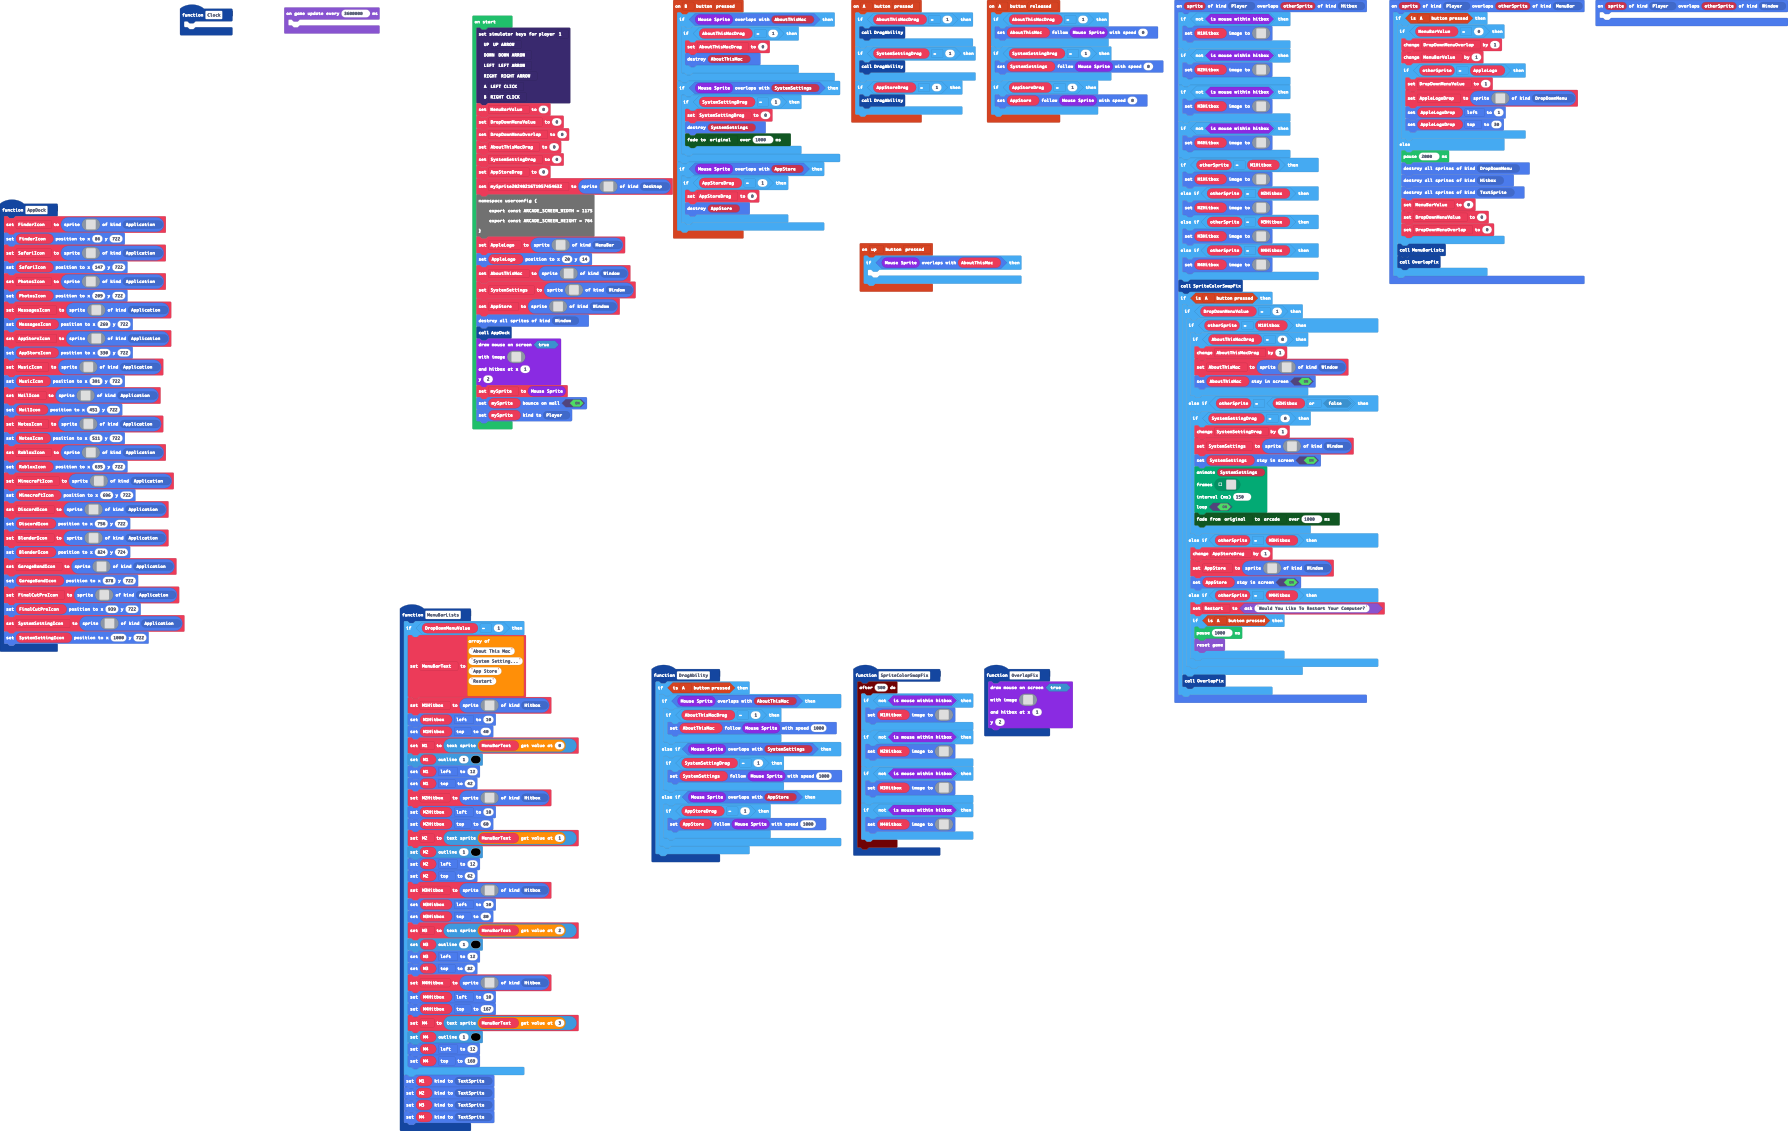 function Clock
on game update every 3600000 ms
on start
set simulator keys for player 1
UP UP ARROW
DOWN DOWN ARROW
LEFT LEFT ARROW
RIGHT RIGHT ARROW
A LEFT CLICK
B RIGHT CLICK
set MenuBarValue to 0
set DropDownMenuValue to 0
set DropDownMenuOverlap to 0
set AboutThisMacDrag to 0
set SystemSettingDrag to 0
set AppStoreDrag to 0
to sprite of kind Desktop
namespace userconfig {
export const ARCADE_SCREEN_WIDTH = 1175
export const ARCADE_SCREEN_HEIGHT = 764
}
set AppleLogo to sprite of kind MenuBar
set AppleLogo position to x 20 y 14
set AboutThisMac to sprite of kind Window
set SystemSettings to sprite of kind Window
set AppStore to sprite of kind Window
destroy all sprites of kind Window
call AppDock
draw mouse on screen true
with image
and hitbox at x 1
y 2
set mySprite to Mouse Sprite
set mySprite bounce on wall
set mySprite kind to Player
on B button pressed
if Mouse Sprite overlaps with AboutThisMac then
if AboutThisMacDrag = 1 then
set AboutThisMacDrag to 0
destroy AboutThisMac
if Mouse Sprite overlaps with SystemSettings then
if SystemSettingDrag = 1 then
set SystemSettingDrag to 0
destroy SystemSettings
fade to original over 1000 ms
if Mouse Sprite overlaps with AppStore then
if AppStoreDrag = 1 then
set AppStoreDrag to 0
destroy AppStore
on A button pressed
if AboutThisMacDrag = 1 then
call DragAbility
if SystemSettingDrag = 1 then
call DragAbility
if AppStoreDrag = 1 then
call DragAbility
on A button released
if AboutThisMacDrag = 1 then
set AboutThisMac follow Mouse Sprite with speed 0
if SystemSettingDrag = 1 then
set SystemSettings follow Mouse Sprite with speed 0
if AppStoreDrag = 1 then
set AppStore follow Mouse Sprite with speed 0
on up button pressed
if Mouse Sprite overlaps with AboutThisMac then
on sprite of kind Player overlaps otherSprite of kind Hitbox
if not is mouse within hitbox then
set M1Hitbox image to
if not is mouse within hitbox then
set M2Hitbox image to
if not is mouse within hitbox then
set M3Hitbox image to
if not is mouse within hitbox then
set M4Hitbox image to
if otherSprite = M1Hitbox then
set M1Hitbox image to
else if otherSprite = M2Hitbox then
set M2Hitbox image to
else if otherSprite = M3Hitbox then
set M3Hitbox image to
else if otherSprite = M4Hitbox then
set M4Hitbox image to
call SpriteColorSwapFix
if is A button pressed then
if DropDownMenuValue = 1 then
if otherSprite = M1Hitbox then
if AboutThisMac = 0 then
change AboutThisMacDrag by 1
set AboutThisMac to sprite of kind Window
set AboutThisMac stay in screen
else if otherSprite = M2Hitbox or false then
if SystemSettingDrag = 0 then
change SystemSettingDrag by 1
set SystemSettings to sprite of kind Window
set SystemSettings stay in screen
animate SystemSettings
frames
interval (ms) 250
loop
fade from original to arcade over 1000 ms
else if otherSprite = M3Hitbox then
change AppStoreDrag by 1
set AppStore to sprite of kind Window
set AppStore stay in screen
else if otherSprite = M4Hitbox then
set Restart to ask Would You Like To Restart Your Computer?
if is A button pressed then
pause 1000 ms
reset game
call OverlapFix
on sprite of kind Player overlaps otherSprite of kind MenuBar
if is A button pressed then
if MenuBarValue = 0 then
change DropDownMenuOverlap by 1
change MenuBarValue by 1
if otherSprite = AppleLogo then
set DropDownMenuValue to 1
set AppleLogoDrop to sprite of kind DropDownMenu
set AppleLogoDrop left to
set AppleLogoDrop top to
else
pause 2000 ms
destroy all sprites of kind DropDownMenu
destroy all sprites of kind Hitbox
destroy all sprites of kind TextSprite
set MenuBarValue to 0
set DropDownMenuValue to 0
set DropDownMenuOverlap to 0
call MenuBarLists
call OverlapFix
on sprite of kind Player overlaps otherSprite of kind Window
function AppDock
set FinderIcon to sprite of kind Application
set FinderIcon position to x 88 y 722
set SafariIcon to sprite of kind Application
set SafariIcon position to x 147 y 722
set PhotosIcon to sprite of kind Application
set PhotosIcon position to x 209 y 722
set MessagesIcon to sprite of kind Application
set MessagesIcon position to x 269 y 722
set AppStoreIcon to sprite of kind Application
set AppStoreIcon position to x 330 y 722
set MusicIcon to sprite of kind Application
set MusicIcon position to x 391 y 722
set MailIcon to sprite of kind Application
set MailIcon position to x 451 y 722
set NotesIcon to sprite of kind Application
set NotesIcon position to x 511 y 722
set RobloxIcon to sprite of kind Application
set RobloxIcon position to x 635 y 722
set MinecraftIcon to sprite of kind Application
set MinecraftIcon position to x 696 y 722
set DiscordIcon to sprite of kind Application
set DiscordIcon position to x 756 y 722
set BlenderIcon to sprite of kind Application
set BlenderIcon position to x 824 y 724
set GarageBandIcon to sprite of kind Application
set GarageBandIcon position to x 878 y 722
set FinalCutProIcon to sprite of kind Application
set FinalCutProIcon position to x 939 y 722
set SystemSettingIcon to sprite of kind Application
set SystemSettingIcon position to x 1000 y 722
function MenuBarLists
if DropDownMenuValue = 1 then
set MenuBarText to array of
About This Mac
System Setting...
App Store
Restart
set M1Hitbox to sprite of kind Hitbox
set M1Hitbox left to 10
set M1Hitbox top to 40
set M1 to text sprite MenuBarText get value at 0
set M1 outline 1
set M1 left to 12
set M1 top to 42
set M2Hitbox to sprite of kind Hitbox
set M2Hitbox left to 10
set M2Hitbox top to 60
set M2 to text sprite MenuBarText get value at 1
set M2 outline 1
set M2 left to 12
set M2 top to 62
set M3Hitbox to sprite of kind Hitbox
set M3Hitbox left to 10
set M3Hitbox top to 80
set M3 to text sprite MenuBarText get value at 2
set M3 outline 1
set M3 left to 12
set M3 top to 82
set M4Hitbox to sprite of kind Hitbox
set M4Hitbox left to 10
set M4Hitbox top to 167
set M4 to text sprite MenuBarText get value at 3
set M4 outline 1
set M4 left to 12
set M4 top to 169
set M1 kind to TextSprite
set M2 kind to TextSprite
set M3 kind to TextSprite
set M4 kind to TextSprite
function DragAbility
if is A button pressed then
if Mouse Sprite overlaps with AboutThisMac then
if AboutThisMacDrag = 1 then
set AboutThisMac follow Mouse Sprite with speed 1000
else if Mouse Sprite overlaps with SystemSettings then
if SystemSettingDrag = 1 then
set SystemSettings follow Mouse Sprite with speed 1000
else if Mouse Sprite overlaps with AppStore then
if AppStoreDrag = 1 then
set AppStore follow Mouse Sprite with speed 1000
function SpriteColorSwapFix
after 500 do
if not is mouse within hitbox then
set M1Hitbox image to
if not is mouse within hitbox then
set M2Hitbox image to
if not is mouse within hitbox then
set M3Hitbox image to
if not is mouse within hitbox then
set M4Hitbox image to
function OverlapFix
draw mouse on screen true
with image
and hitbox at x 1
y 2